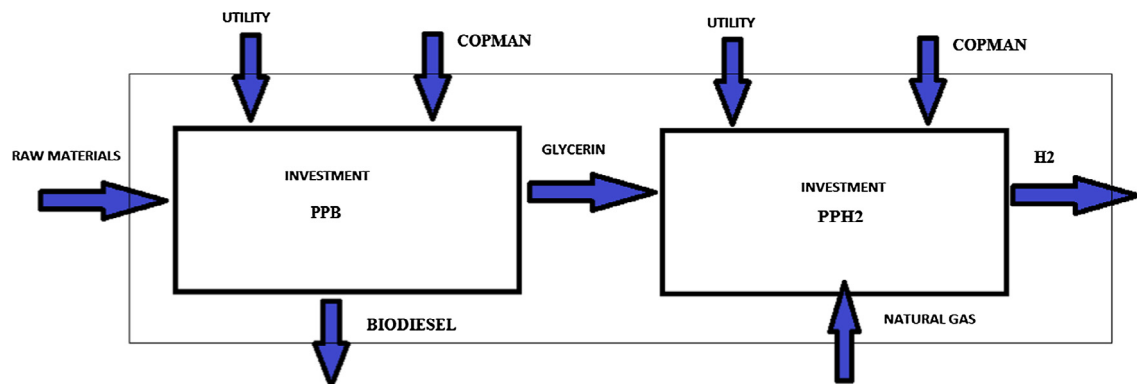 UTILITY
COPMAN
UTILITY
COPMAN
RAW MATERIALS
INVESTMENT
PPB
GLYCERIN
INVESTMENT
PPH2
H2
BIODIESEL
NATURAL GAS